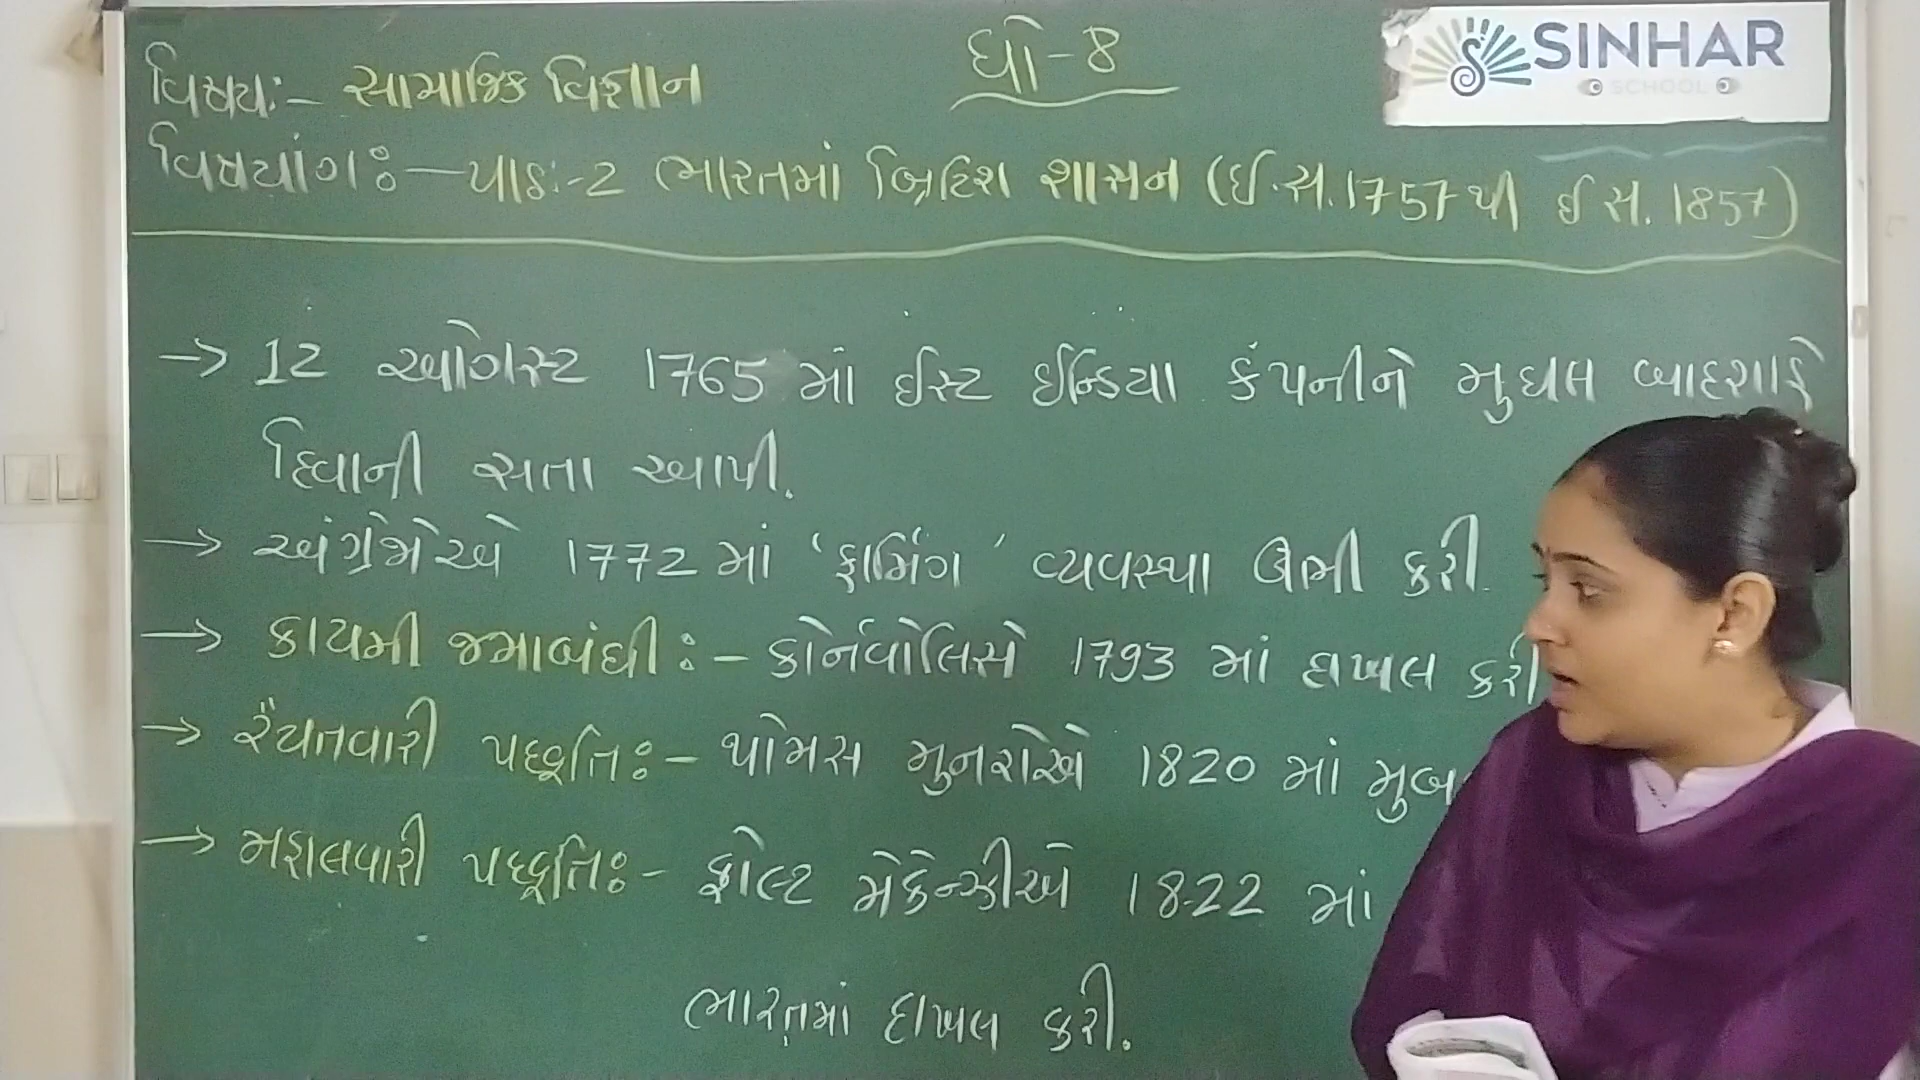 ધો-8
SINHAR
SCHOOL
વિષય:- સામાજિક વિજ્ઞાન
વિષયાંગ:- પાઠ:-2 ભારતમાં બ્રિટિશ શાસન (ઈ.સ.1757થી ઈ સ. 1857)
→ 12 ઓગસ્ટ 1765 માં ઈસ્ટ ઈન્ડિયા કંપનીને મુઘલ બાદશાહે
દિવાની સતા આપી.
→ અંગ્રેજોએ 1772 માં 'ફાર્મિંગ' વ્યવસ્થા ઊભી કરી.
→ કાયમી જમાબંધી:- કોર્નવોલિસે 1793 માં દાખલ કરી
→ રૈયતવારી પદ્ધતિ:- થોમસ મુનરોએ 1820 માં
→ મહાલવારી પદ્ધતિ:- હોલ્ટ મેકેન્ઝીએ 1822 માં
ભારતમાં દાખલ કરી.